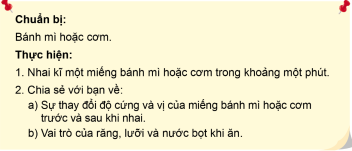 Chuẩn bị:
Bánh mì hoặc cơm.
Thực hiện:
1. Nhai kĩ một miếng bánh mì hoặc cơm trong khoảng một phút.
2. Chia sẻ với bạn về:
a) Sự thay đổi độ cứng và vị của miếng bánh mì hoặc cơm
trước và sau khi nhai.
b) Vai trò của răng, lưỡi và nước bọt khi ăn.